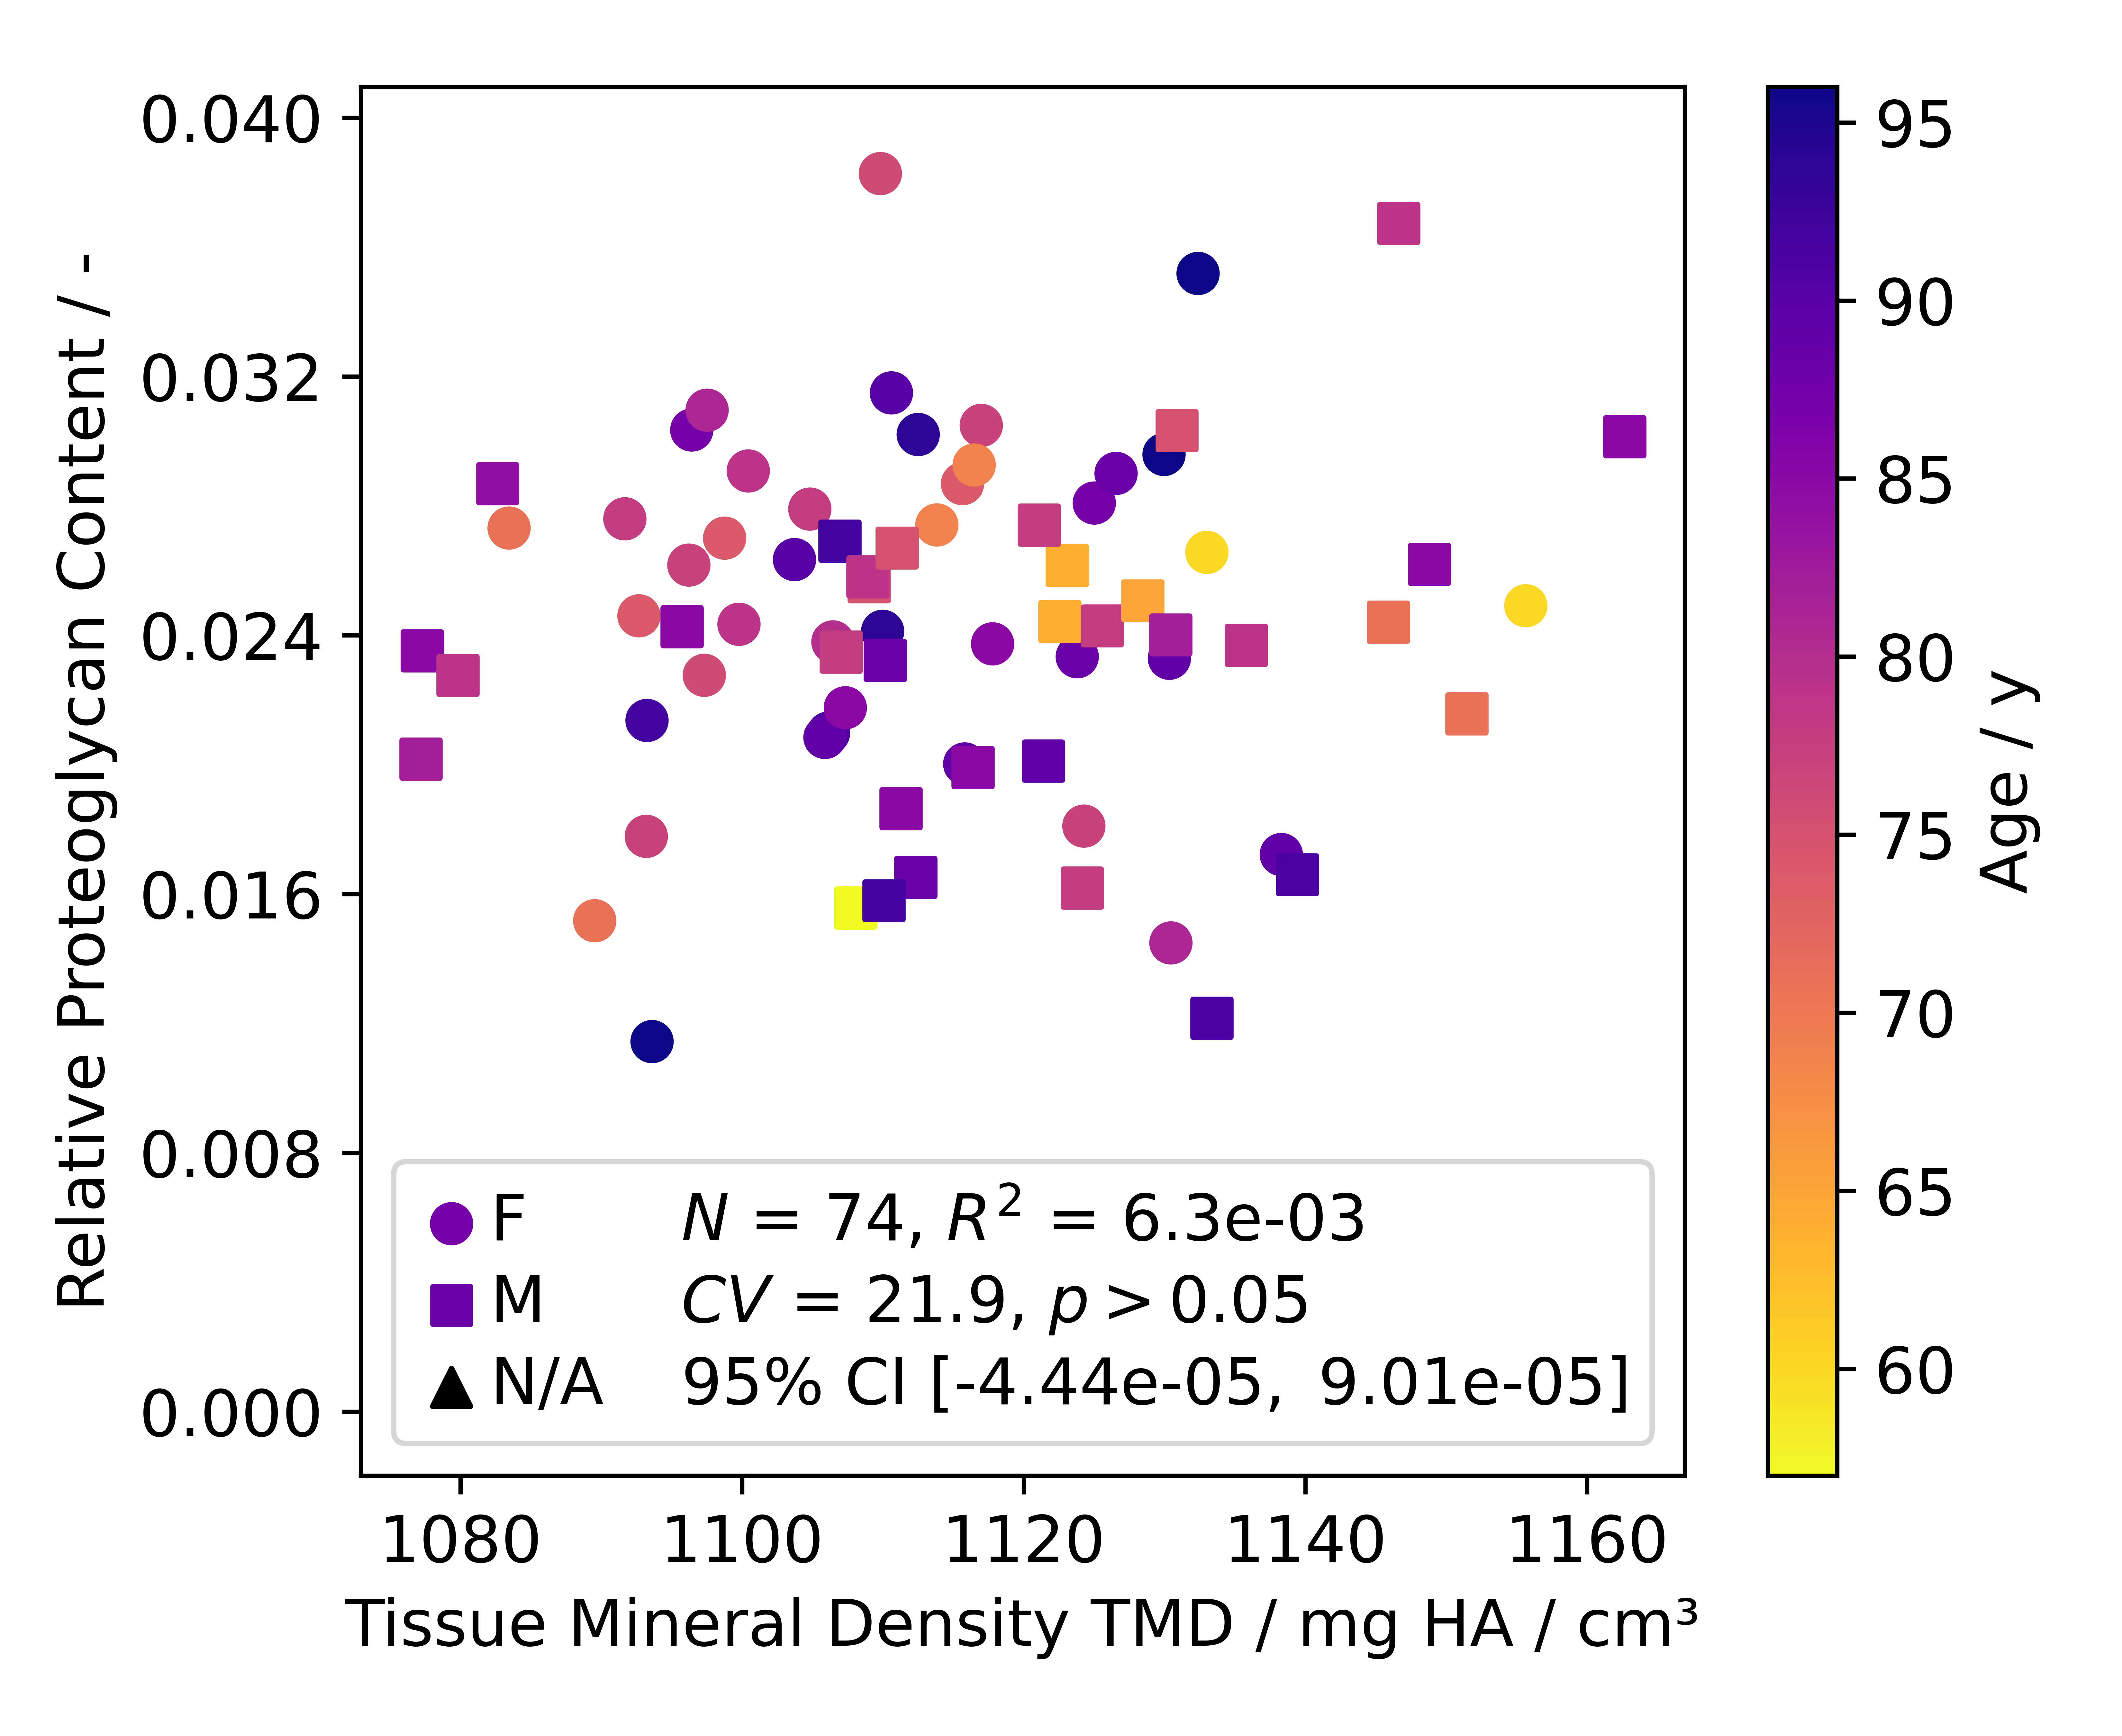 Relative Proteoglycan Content / -
0.040
0.032
0.024
0.016
0.008
0.000
F N = 74, R² = 6.3e-03
M CV = 21.9, p > 0.05
N/A 95% CI [-4.44e-05, 9.01e-05]
1080 1100 1120 1140 1160
Tissue Mineral Density TMD / mg HA / cm³
95
90
85
80
75
70
65
60
Age / y